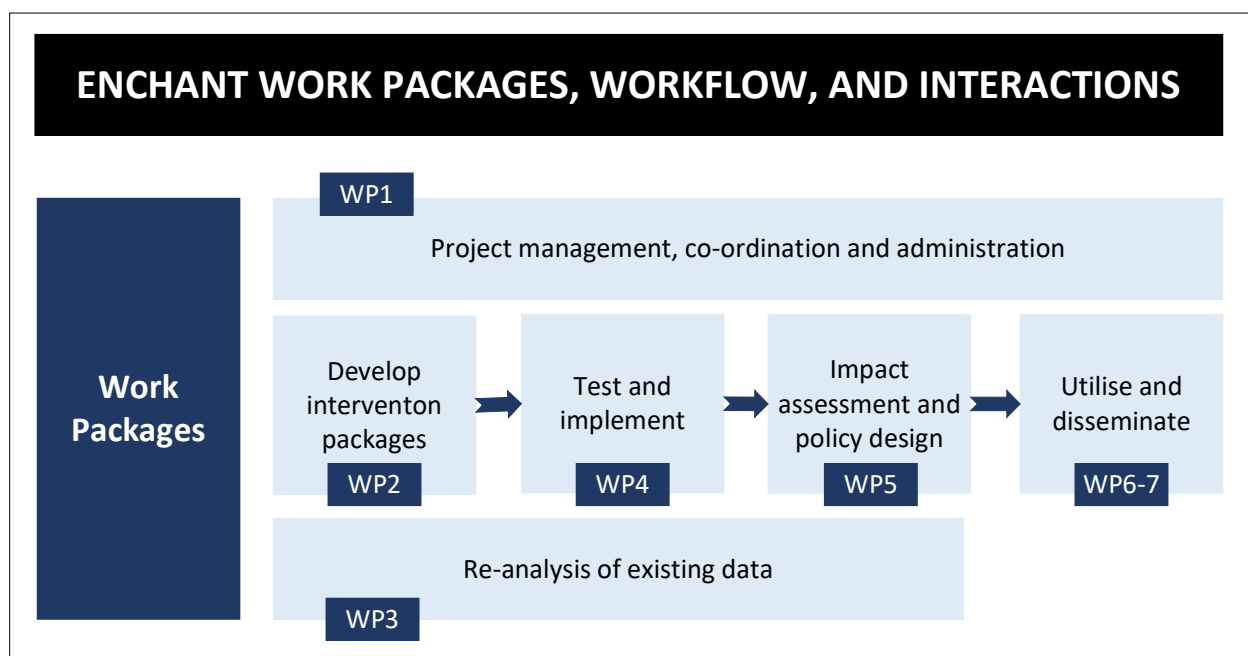 ENCHANT WORK PACKAGES, WORKFLOW, AND INTERACTIONS
Work
Packages
WP1
Project management, co-ordination and administration
Develop
interventon
packages
WP2
Test and
implement
WP4
Impact
assessment and
policy design
WP5
Utilise and
disseminate
WP6-7
Re-analysis of existing data
WP3